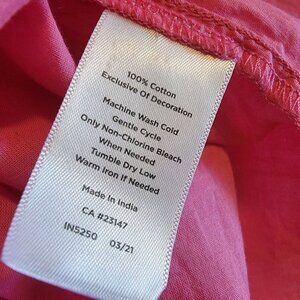 100% Cotton
Exclusive Of Decoration
Machine Wash Cold
Gentle Cycle
Only Non-Chlorine Bleach
When Needed
Tumble Dry Low
Warm Iron If Needed
Made In India
CA #23147
IN5250 03/21